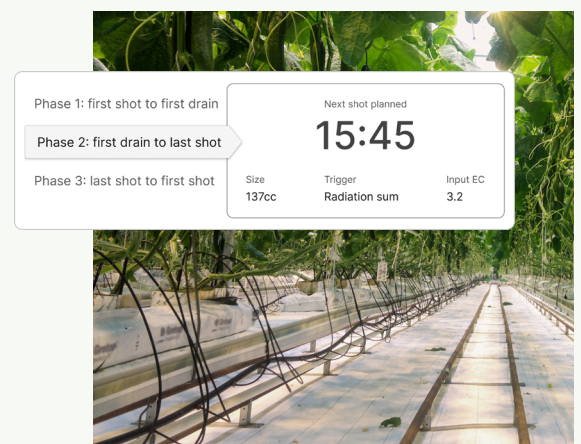 Phase 1: first shot to first drain
Phase 2: first drain to last shot
Phase 3: last shot to first shot
Next shot planned
15:45
Size
Trigger
Input EC
137cc
Radiation sum
3.2